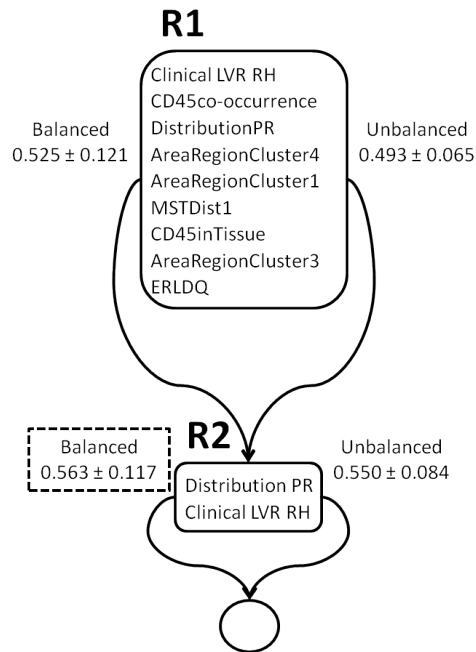 R1
Clinical LVR RH
CD45co-occurrence
DistributionPR
AreaRegionCluster4
AreaRegionCluster1
MSTDist1
CD45inTissue
AreaRegionCluster3
ERLDQ
Balanced
0.525 ± 0.121
Unbalanced
0.493 ± 0.065
R2
Balanced
0.563 ± 0.117
Unbalanced
0.550 ± 0.084
Distribution PR
Clinical LVR RH